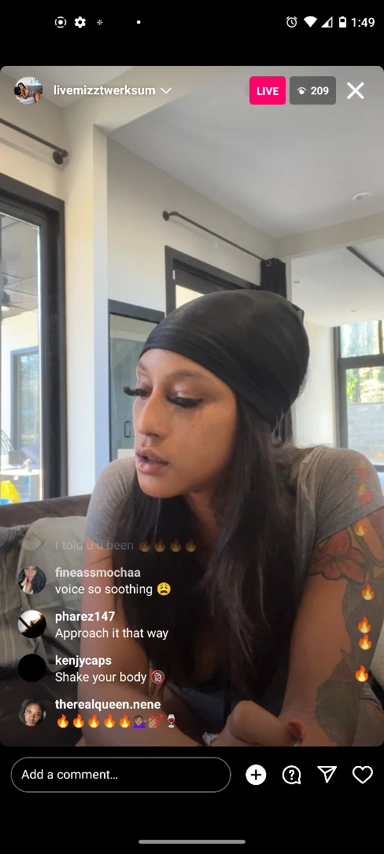 1:49
livemizztwerksum
LIVE
209
I told u u been 🔥🔥🔥🔥
fineassmochaa
voice so soothing 😩
pharez147
Approach it that way
kenjycaps
Shake your body 🔞
therealqueen.nene
🔥🔥🔥🔥🔥💁🏽‍♀️💅🏽🍷
Add a comment...